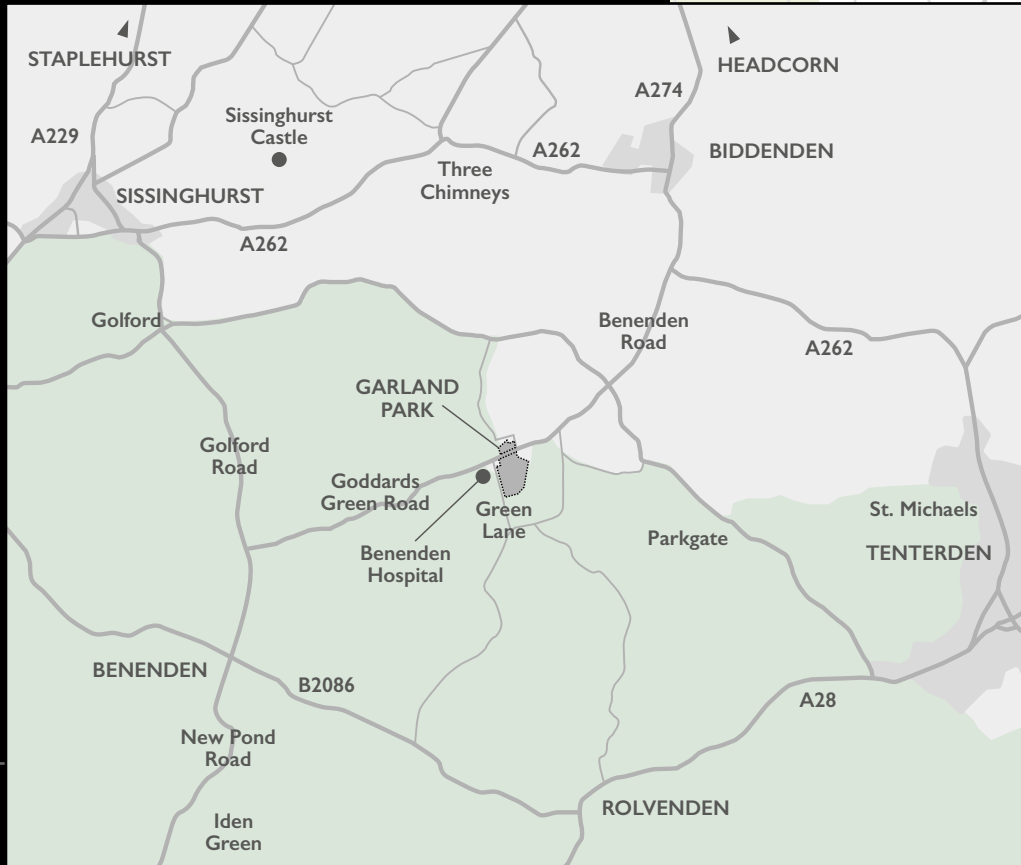 STAPLEHURST
HEADCORN
A274
Sissinghurst
Castle
A229
A262
BIDDENDEN
Three
Chimneys
SISSINGHURST
A262
Golford
Benenden
Road
A262
GARLAND
PARK
Golford
Road
Goddards
Green Road
Green
Lane
St. Michaels
Parkgate
TENTERDEN
Benenden
Hospital
BENENDEN
B2086
A28
New Pond
Road
ROLVENDEN
Iden
Green